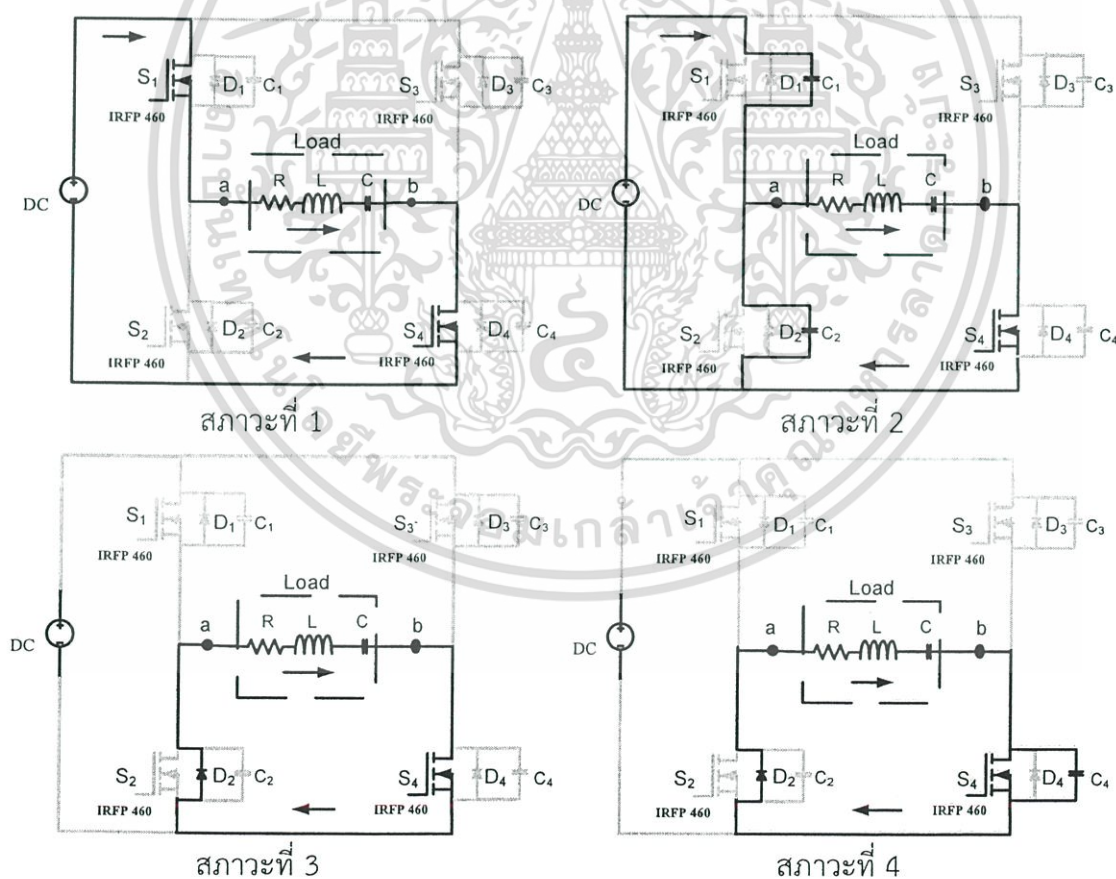 S1 D1 C1 S3 D3 C3
IRFP 460 IRFP 460
Load
a R L C b
DC
S2 D2 C2 S4 D4 C4
IRFP 460 IRFP 460
สภาวะที่ 1
S1 D1 C1 S3 D3 C3
IRFP 460 IRFP 460
Load
a R L C b
DC
S2 D2 C2 S4 D4 C4
IRFP 460 IRFP 460
สภาวะที่ 2
S1 D1 C1 S3 D3 C3
IRFP 460 IRFP 460
Load
a R L C b
DC
S2 D2 C2 S4 D4 C4
IRFP 460 IRFP 460
สภาวะที่ 3
S1 D1 C1 S3 D3 C3
IRFP 460 IRFP 460
Load
a R L C b
DC
S2 D2 C2 S4 D4 C4
IRFP 460 IRFP 460
สภาวะที่ 4